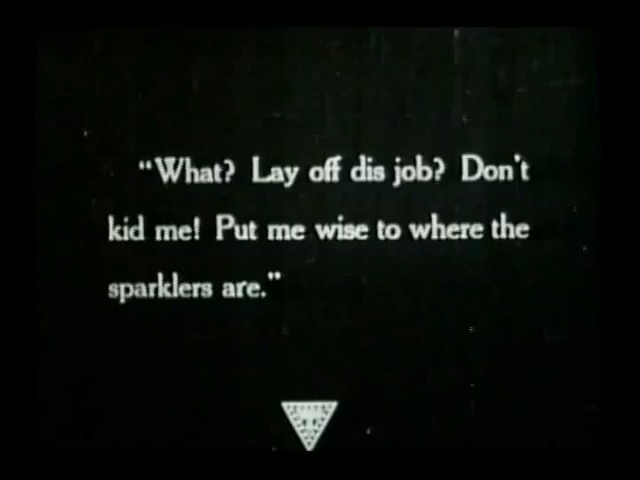 “What? Lay off dis job? Don't
kid me! Put me wise to where the
sparklers are.”